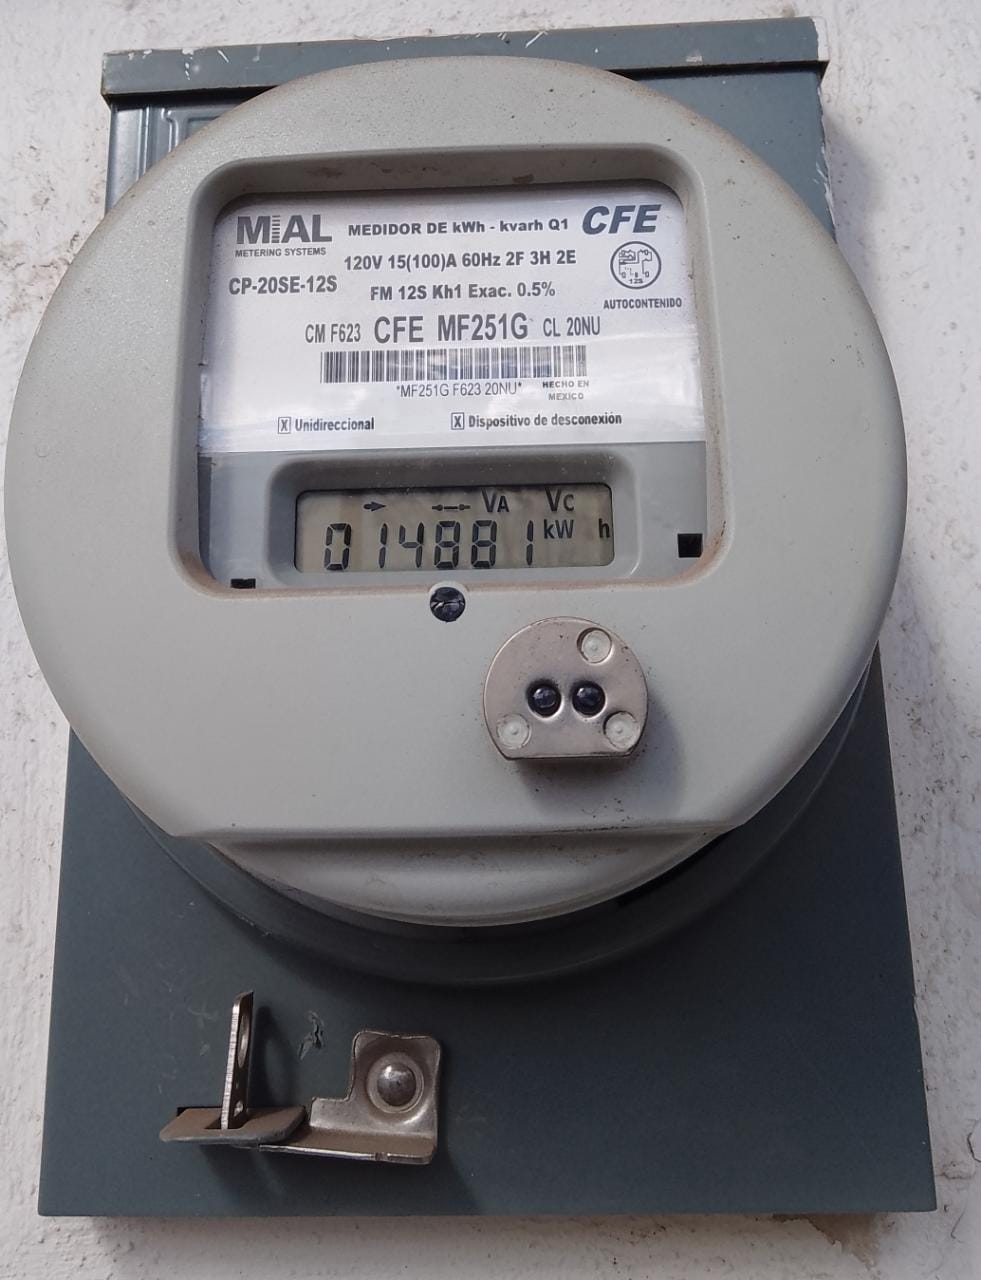 MIAL
METERING SYSTEMS
MEDIDOR DE kWh - kvarh Q1
CFE
CP-20SE-12S
120V 15(100)A 60Hz 2F 3H 2E
FM 12S Kh1 Exac. 0.5%
12S
AUTOCONTENIDO
CM F623 CFE MF251G CL 20NU
*MF251G F623 20NU*
HECHO EN
MEXICO
X Unidireccional
X Dispositivo de desconexión
VA VC
014881 kW h